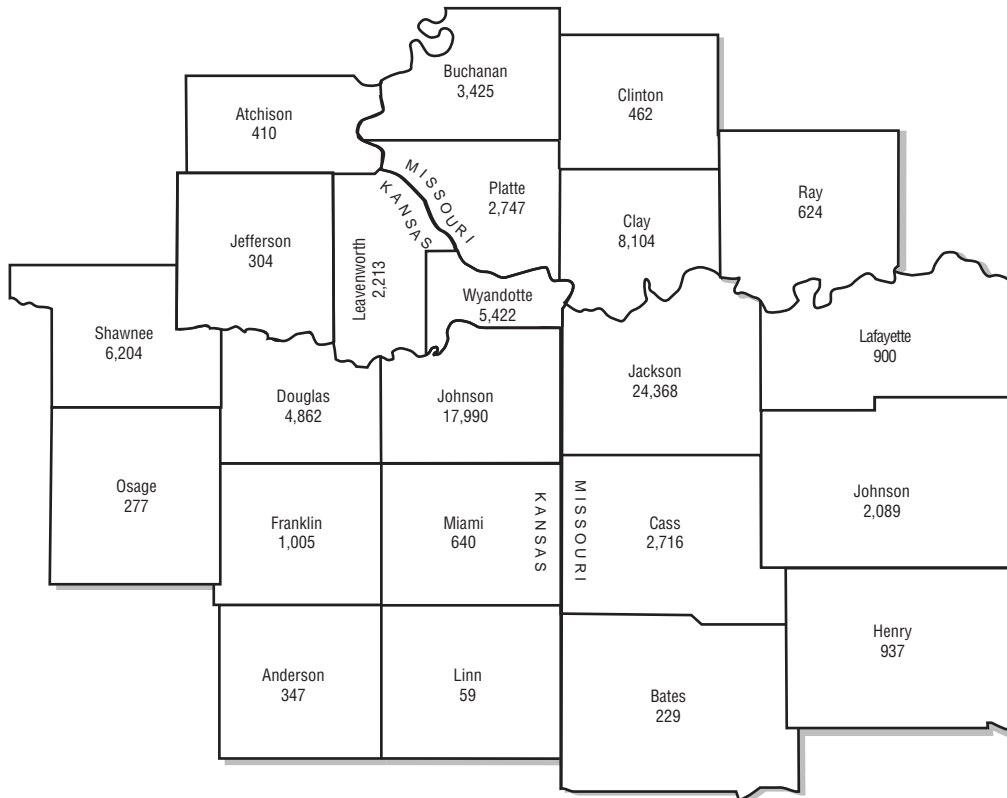 Buchanan
3,425
Clinton
462
Atchison
410
MISSOURI
KANSAS
Platte
2,747
Ray
624
Clay
8,104
Jefferson
304
Leavenworth
2,213
Wyandotte
5,422
Shawnee
6,204
Lafayette
900
Jackson
24,368
Douglas
4,862
Johnson
17,990
Osage
277
Franklin
1,005
Miami
640
KANSAS
MISSOURI
Cass
2,716
Johnson
2,089
Henry
937
Anderson
347
Linn
59
Bates
229